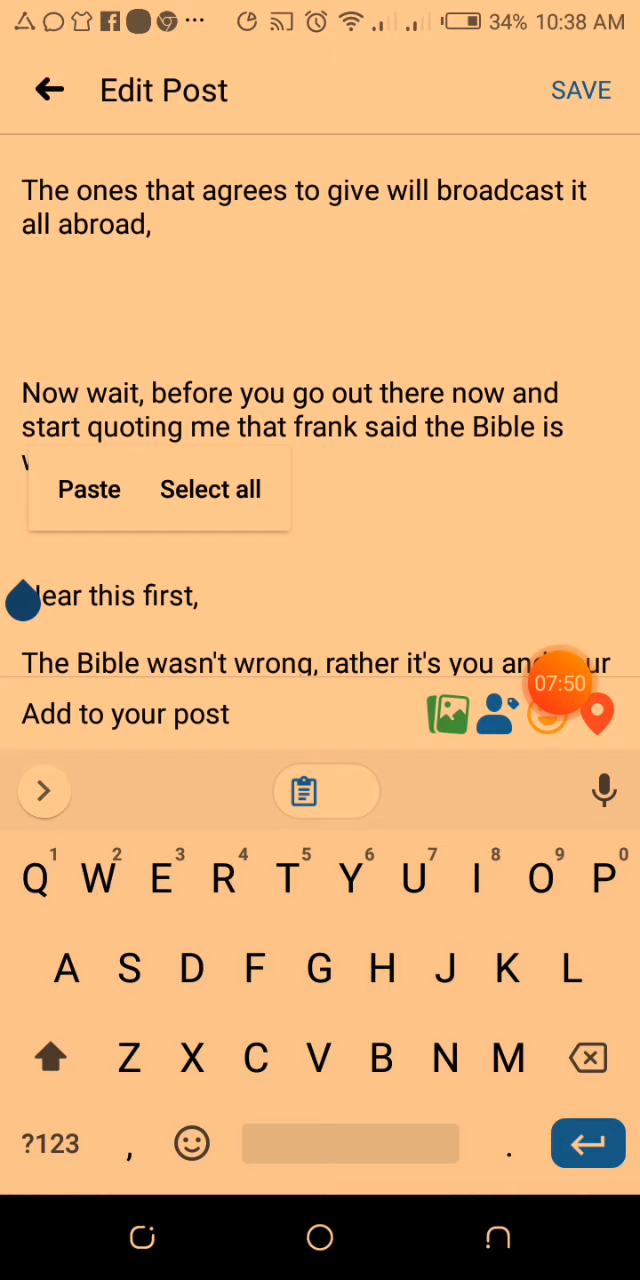 34% 10:38 AM
Edit Post
SAVE
The ones that agrees to give will broadcast it
all abroad,
Now wait, before you go out there now and
start quoting me that frank said the Bible is
Paste Select all
ear this first,
The Bible wasn't wrong, rather it's you an ur
07:50
Add to your post
1 2 3 4 5 6 7 8 9 0
Q W E R T Y U I O P
A S D F G H J K L
Z X C V B N M
?123 , .